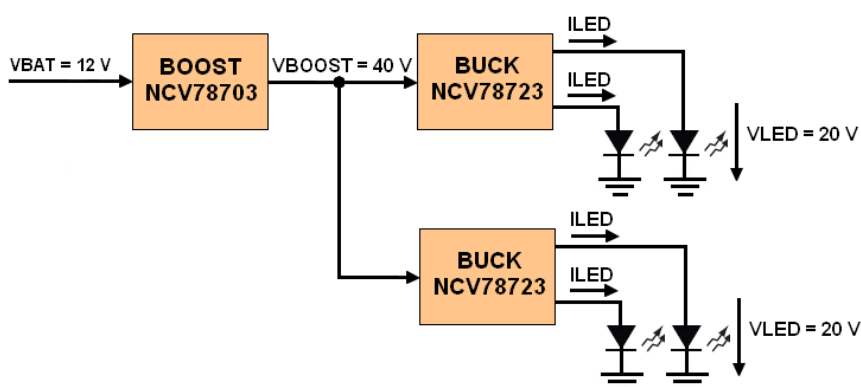 ILED
VBAT = 12 V
BOOST
NCV78703
VBOOST = 40 V
BUCK
NCV78723
ILED
VLED = 20 V
ILED
BUCK
NCV78723
ILED
VLED = 20 V